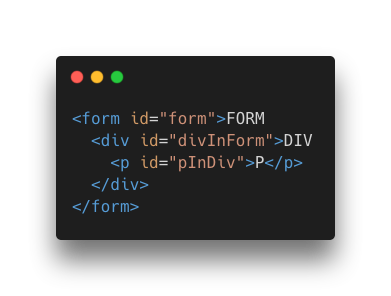 <form id="form">FORM
  <div id="divInForm">DIV
    <p id="pInDiv">P</p>
  </div>
</form>